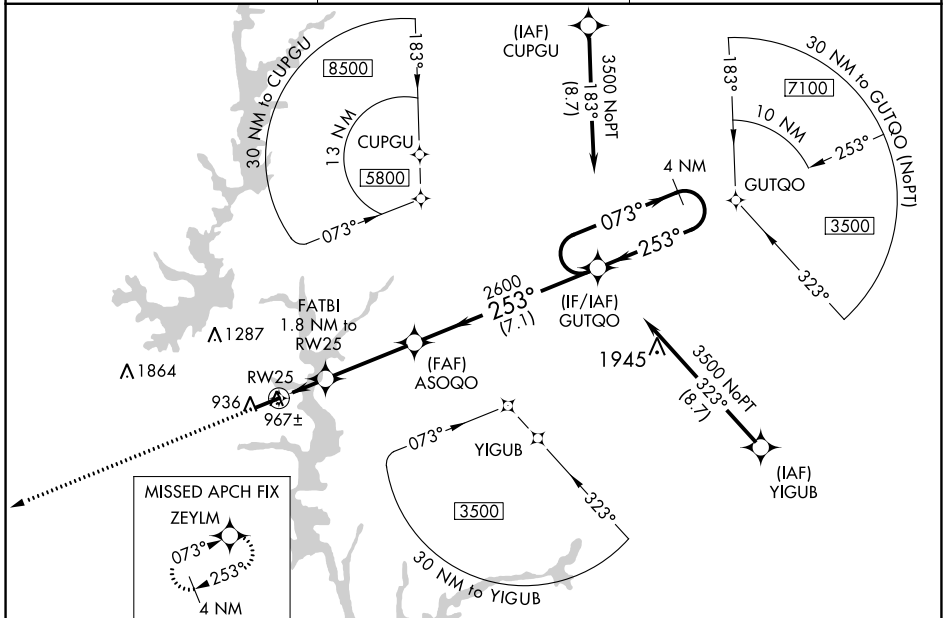 30 NM to CUPGU
8500
183°
13 NM
CUPGU
5800
073°
(IAF)
CUPGU
3500 NoPT
183°
(8.7)
30 NM to GUTQO (NoPT)
183°
7100
10 NM
253°
GUTQO
3500
323°
4 NM
073°
253°
(IF/IAF)
GUTQO
2600
253°
(7.1)
FATBI
1.8 NM to
RW25
(FAF)
ASOQO
1287
1864
RW25
936
967±
1945
3500 NoPT
323°
(8.7)
(IAF)
YIGUB
073°
YIGUB
323°
3500
30 NM to YIGUB
MISSED APCH FIX
ZEYLM
073°
253°
4 NM